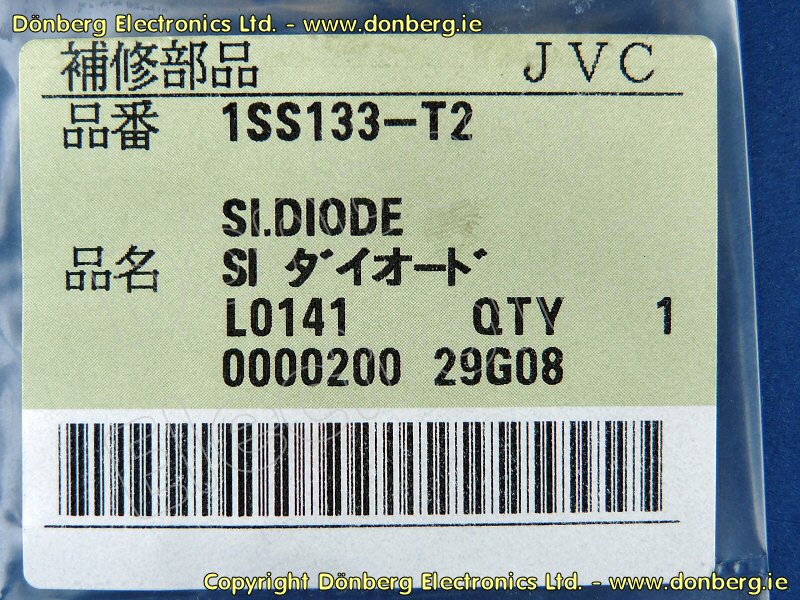 Dönberg Electronics Ltd. - www.donberg.ie
補修部品 JVC
品番 1SS133-T2
SI.DIODE
品名 SI ダイオード
L0141 QTY 1
0000200 29G08
Copyright Dönberg Electronics Ltd. - www.donberg.ie